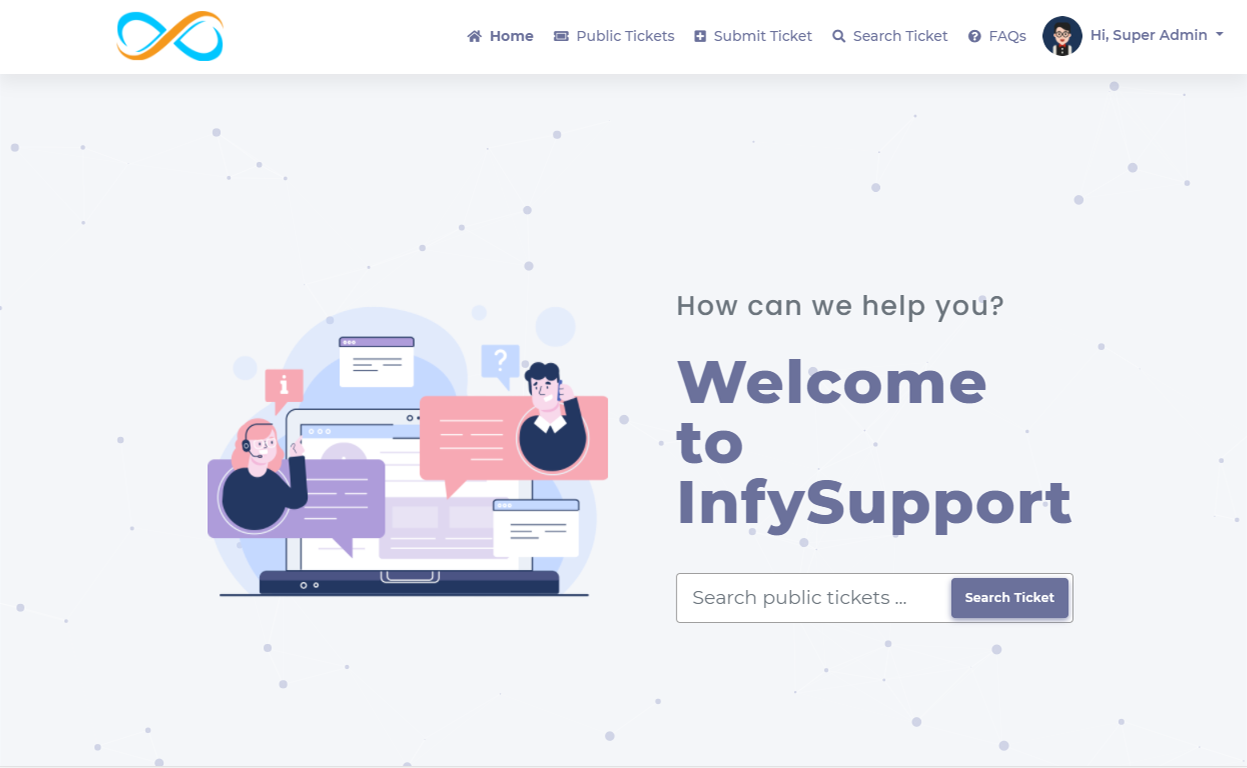 Home Public Tickets Submit Ticket Search Ticket FAQs Hi, Super Admin
How can we help you?
i
?
Welcome
to
InfySupport
Search public tickets ... Search Ticket